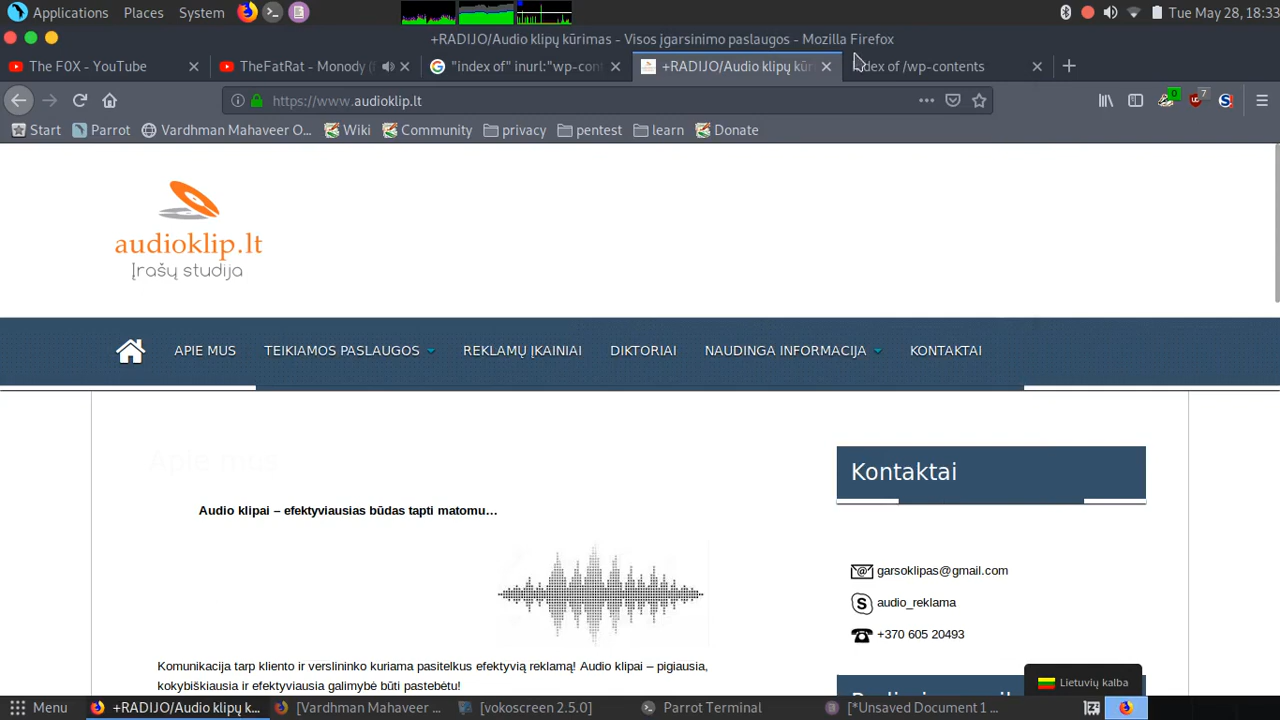 Applications Places System Tue May 28, 18:33
+RADIJO/Audio klipų kūrimas - Visos įgarsinimo paslaugos - Mozilla Firefox
The F0X - YouTube TheFatRat - Monody ( "index of" inurl:"wp-cont +RADIJO/Audio klipų kūr Index of /wp-contents
https://www.audioklip.lt 0 7
Start Parrot Vardhman Mahaveer O... Wiki Community privacy pentest learn Donate
audioklip.lt
Įrašų studija
APIE MUS TEIKIAMOS PASLAUGOS REKLAMŲ ĮKAINIAI DIKTORIAI NAUDINGA INFORMACIJA KONTAKTAI
Apie mus
Kontaktai
Audio klipai – efektyviausias būdas tapti matomu…
garsoklipas@gmail.com
audio_reklama
+370 605 20493
Komunikacija tarp kliento ir verslininko kuriama pasitelkus efektyvią reklamą! Audio klipai – pigiausia,
kokybiškiausia ir efektyviausia galimybė būti pastebėtu!
Lietuvių kalba
Menu +RADIJO/Audio klipų k... [Vardhman Mahaveer ... [vokoscreen 2.5.0] Parrot Terminal [*Unsaved Document 1 ...